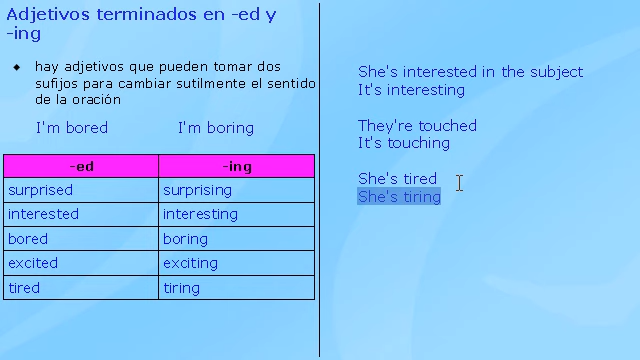 Adjetivos terminados en -ed y
-ing
hay adjetivos que pueden tomar dos
sufijos para cambiar sutilmente el sentido
de la oración
I'm bored I'm boring
-ed -ing
surprised surprising
interested interesting
bored boring
excited exciting
tired tiring
She's interested in the subject
It's interesting
They're touched
It's touching
She's tired
She's tiring